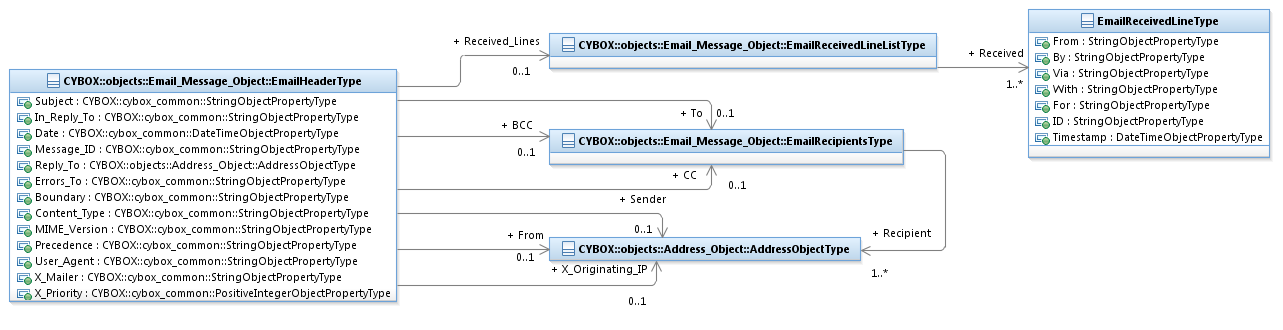 CYBOX::objects::Email_Message_Object::EmailHeaderType
Subject : CYBOX::cybox_common::StringObjectPropertyType
In_Reply_To : CYBOX::cybox_common::StringObjectPropertyType
Date : CYBOX::cybox_common::DateTimeObjectPropertyType
Message_ID : CYBOX::cybox_common::StringObjectPropertyType
Reply_To : CYBOX::objects::Address_Object::AddressObjectType
Errors_To : CYBOX::cybox_common::StringObjectPropertyType
Boundary : CYBOX::cybox_common::StringObjectPropertyType
Content_Type : CYBOX::cybox_common::StringObjectPropertyType
MIME_Version : CYBOX::cybox_common::StringObjectPropertyType
Precedence : CYBOX::cybox_common::StringObjectPropertyType
User_Agent : CYBOX::cybox_common::StringObjectPropertyType
X_Mailer : CYBOX::cybox_common::StringObjectPropertyType
X_Priority : CYBOX::cybox_common::PositiveIntegerObjectPropertyType
+ Received_Lines
0..1
CYBOX::objects::Email_Message_Object::EmailReceivedLineListType
+ Received
1..*
EmailReceivedLineType
From : StringObjectPropertyType
By : StringObjectPropertyType
Via : StringObjectPropertyType
With : StringObjectPropertyType
For : StringObjectPropertyType
ID : StringObjectPropertyType
Timestamp : DateTimeObjectPropertyType
+ To
0..1
+ BCC
0..1
CYBOX::objects::Email_Message_Object::EmailRecipientsType
+ CC
0..1
+ Sender
0..1
+ From
0..1
CYBOX::objects::Address_Object::AddressObjectType
+ Recipient
1..*
+ X_Originating_IP
0..1